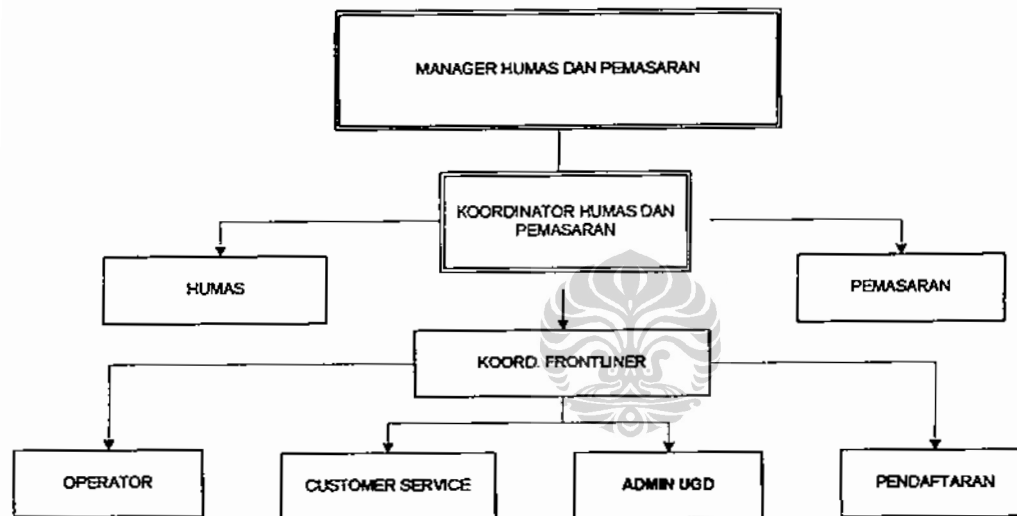 MANAGER HUMAS DAN PEMASARAN
KOORDINATOR HUMAS DAN
PEMASARAN
HUMAS
PEMASARAN
KOORD. FRONTLINER
OPERATOR
CUSTOMER SERVICE
ADMIN UGD
PENDAFTARAN